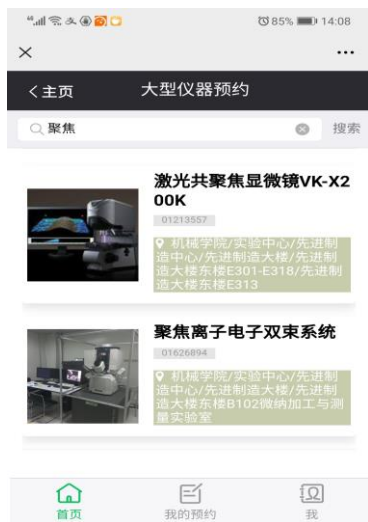 85% 14:08
×
...
主页
大型仪器预约
聚焦
搜索
激光共聚焦显微镜VK-X2
00K
01213557
机械学院/实验中心/先进制
造中心/先进制造大楼/先进制
造大楼东楼E301-E318/先进制
造大楼东楼E313
聚焦离子电子双束系统
01626894
机械学院/实验中心/先进制
造中心/先进制造大楼/先进制
造大楼东楼B102微纳加工与测
量实验室
首页
我的预约
我